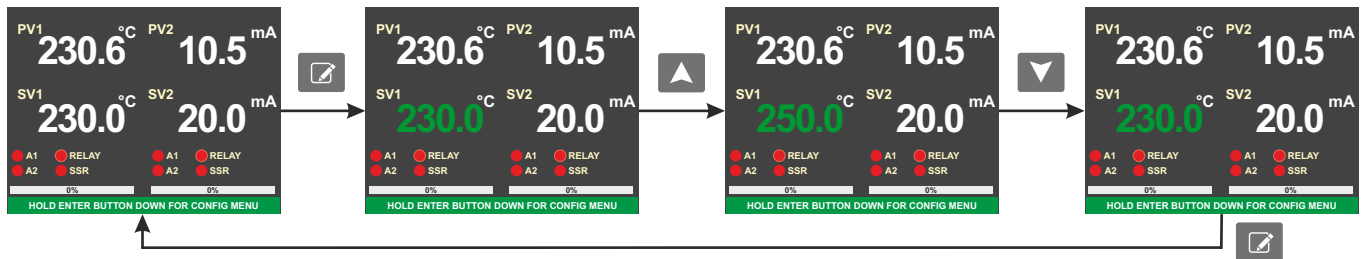 PV1 230.6 °C PV2 10.5 mA
SV1 230.0 °C SV2 20.0 mA
A1 RELAY A1 RELAY
A2 SSR A2 SSR
0% 0%
HOLD ENTER BUTTON DOWN FOR CONFIG MENU
PV1 230.6 °C PV2 10.5 mA
SV1 230.0 °C SV2 20.0 mA
A1 RELAY A1 RELAY
A2 SSR A2 SSR
0% 0%
HOLD ENTER BUTTON DOWN FOR CONFIG MENU
PV1 230.6 °C PV2 10.5 mA
SV1 250.0 °C SV2 20.0 mA
A1 RELAY A1 RELAY
A2 SSR A2 SSR
0% 0%
HOLD ENTER BUTTON DOWN FOR CONFIG MENU
PV1 230.6 °C PV2 10.5 mA
SV1 230.0 °C SV2 20.0 mA
A1 RELAY A1 RELAY
A2 SSR A2 SSR
0% 0%
HOLD ENTER BUTTON DOWN FOR CONFIG MENU